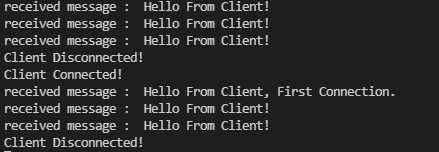 received message :  Hello From Client!
received message :  Hello From Client!
received message :  Hello From Client!
Client Disconnected!
Client Connected!
received message :  Hello From Client, First Connection.
received message :  Hello From Client!
received message :  Hello From Client!
Client Disconnected!